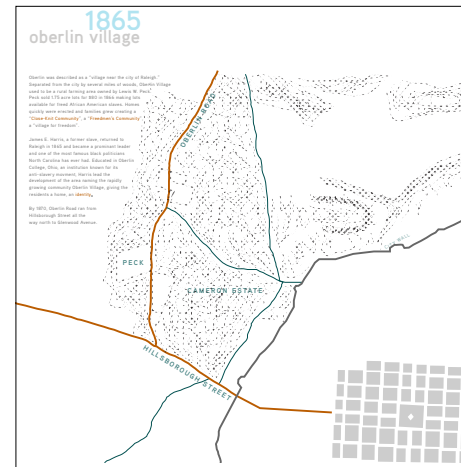 1865
oberlin village
Oberlin was described as a "village near the city of Raleigh."
Separated from the city by several miles of woods, Oberlin Village
used to be a rural farming area owned by Lewis W. Peck.
Peck sold 1.75 acre lots for $50 in 1866 making lots
available for freed African American slaves. Homes
quickly were erected and families grew creating a
"Close-Knit Community", a "Freedmen's Community"
a "village for freedom".
James E. Harris, a former slave, returned to
Raleigh in 1865 and became a prominent leader
and one of the most famous black politicians
North Carolina has ever had. Educated in Oberlin
College, Ohio, an institution known for its
anti-slavery movement, Harris lead the
development of the area naming the rapidly
growing community Oberlin Village, giving the
residents a home, an identity.
By 1872, Oberlin Road ran from
Hillsborough Street all the
way north to Glenwood Avenue.
OBERLIN ROAD
PECK
CAMERON ESTATE
HILLSBOROUGH STREET